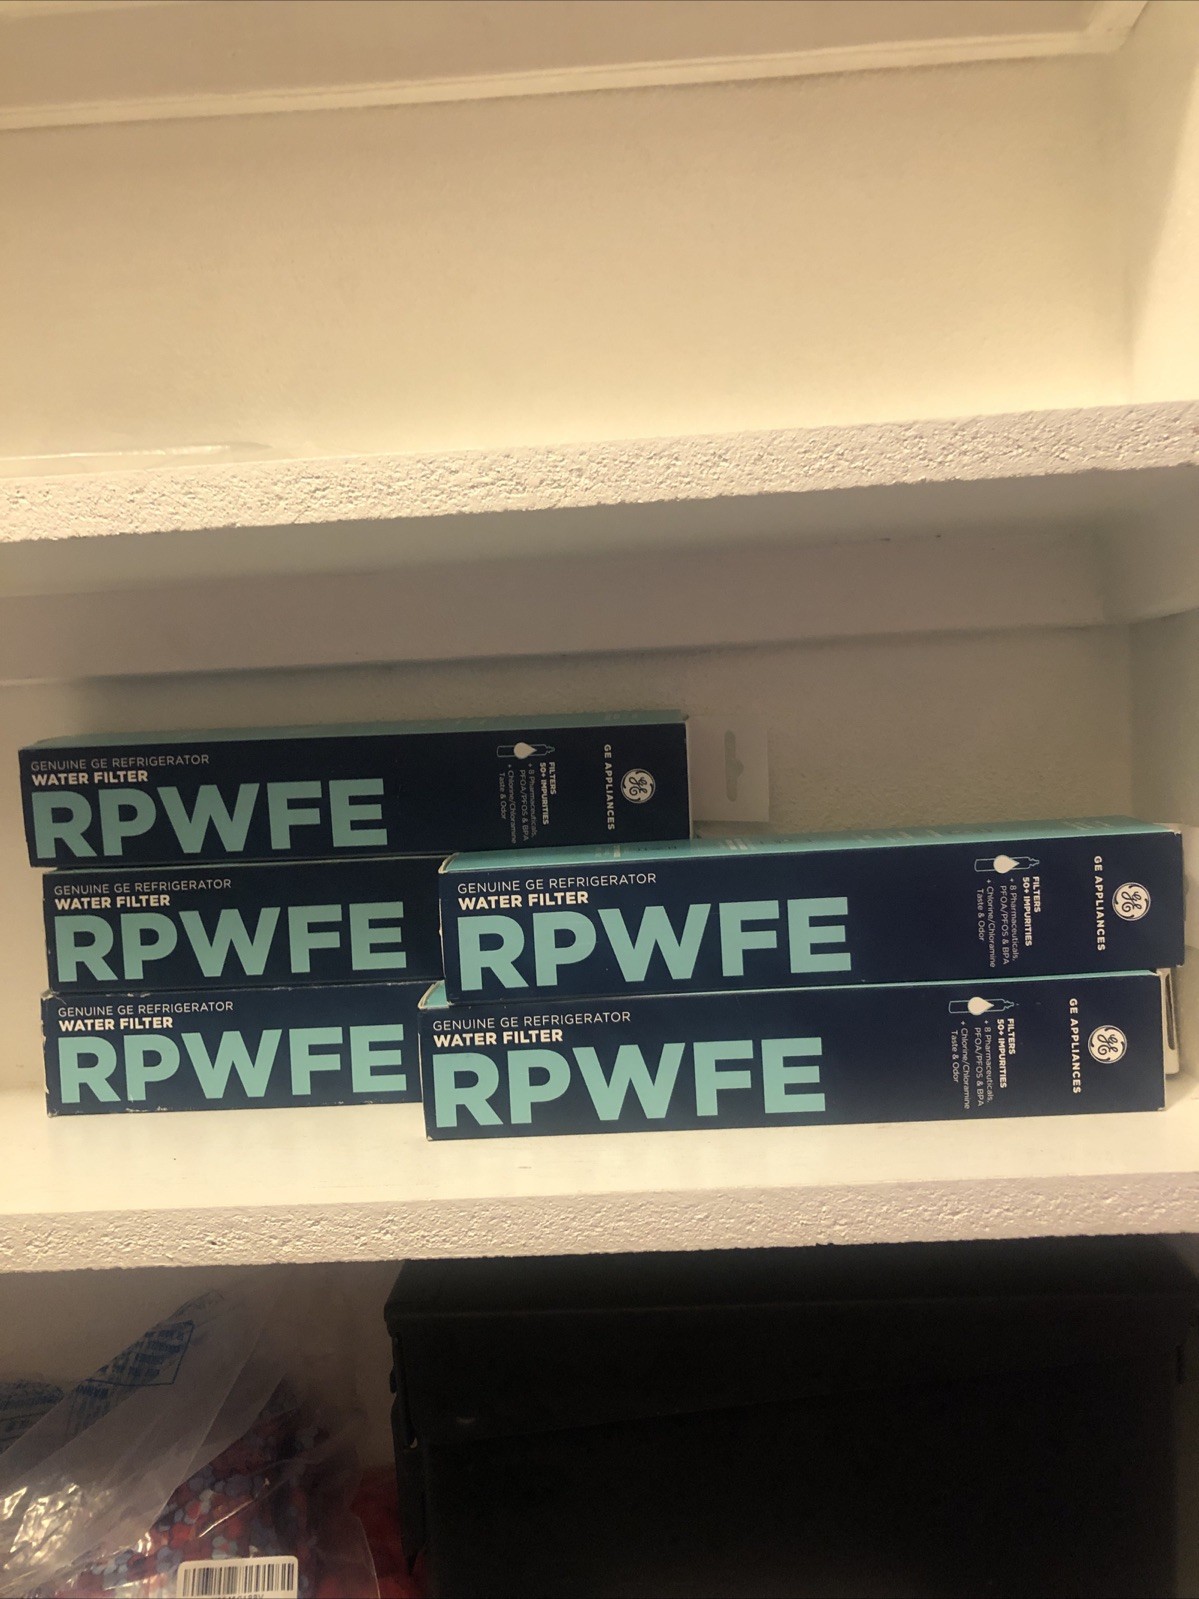 GENUINE GE REFRIGERATOR
WATER FILTER
RPWFE
FILTERS
50+ IMPURITIES
+ 8 Pharmaceuticals,
PFOA/PFOS & BPA
+ Chlorine/Chloramine
Taste & Odor
GE APPLIANCES
GENUINE GE REFRIGERATOR
WATER FILTER
RPWFE
GENUINE GE REFRIGERATOR
WATER FILTER
RPWFE
GENUINE GE REFRIGERATOR
WATER FILTER
RPWFE
FILTERS
50+ IMPURITIES
+ 8 Pharmaceuticals,
PFOA/PFOS & BPA
+ Chlorine/Chloramine
Taste & Odor
GE APPLIANCES
GENUINE GE REFRIGERATOR
WATER FILTER
RPWFE
FILTERS
50+ IMPURITIES
+ 8 Pharmaceuticals,
PFOA/PFOS & BPA
+ Chlorine/Chloramine
Taste & Odor
GE APPLIANCES